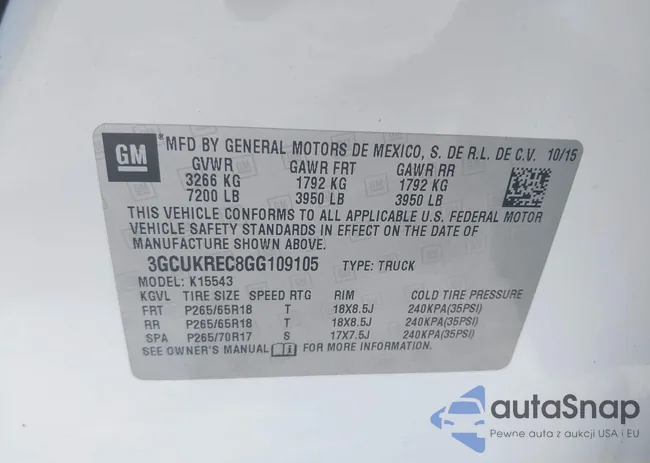 GM
®MFD BY GENERAL MOTORS DE MEXICO, S. DE R.L. DE C.V. 10/15
GVWR GAWR FRT GAWR RR
3266 KG 1792 KG 1792 KG
7200 LB 3950 LB 3950 LB
THIS VEHICLE CONFORMS TO ALL APPLICABLE U.S. FEDERAL MOTOR
VEHICLE SAFETY STANDARDS IN EFFECT ON THE DATE OF
MANUFACTURE SHOWN ABOVE.
3GCUKREC8GG109105 TYPE: TRUCK
MODEL: K15543
KGVL TIRE SIZE SPEED RTG RIM COLD TIRE PRESSURE
FRT P265/65R18 T 18X8.5J 240KPA(35PSI)
RR P265/65R18 T 18X8.5J 240KPA(35PSI)
SPA P265/70R17 S 17X7.5J 240KPA(35PSI)
SEE OWNER'S MANUAL FOR MORE INFORMATION.
autaSnap
Pewne auta z aukcji USA i EU